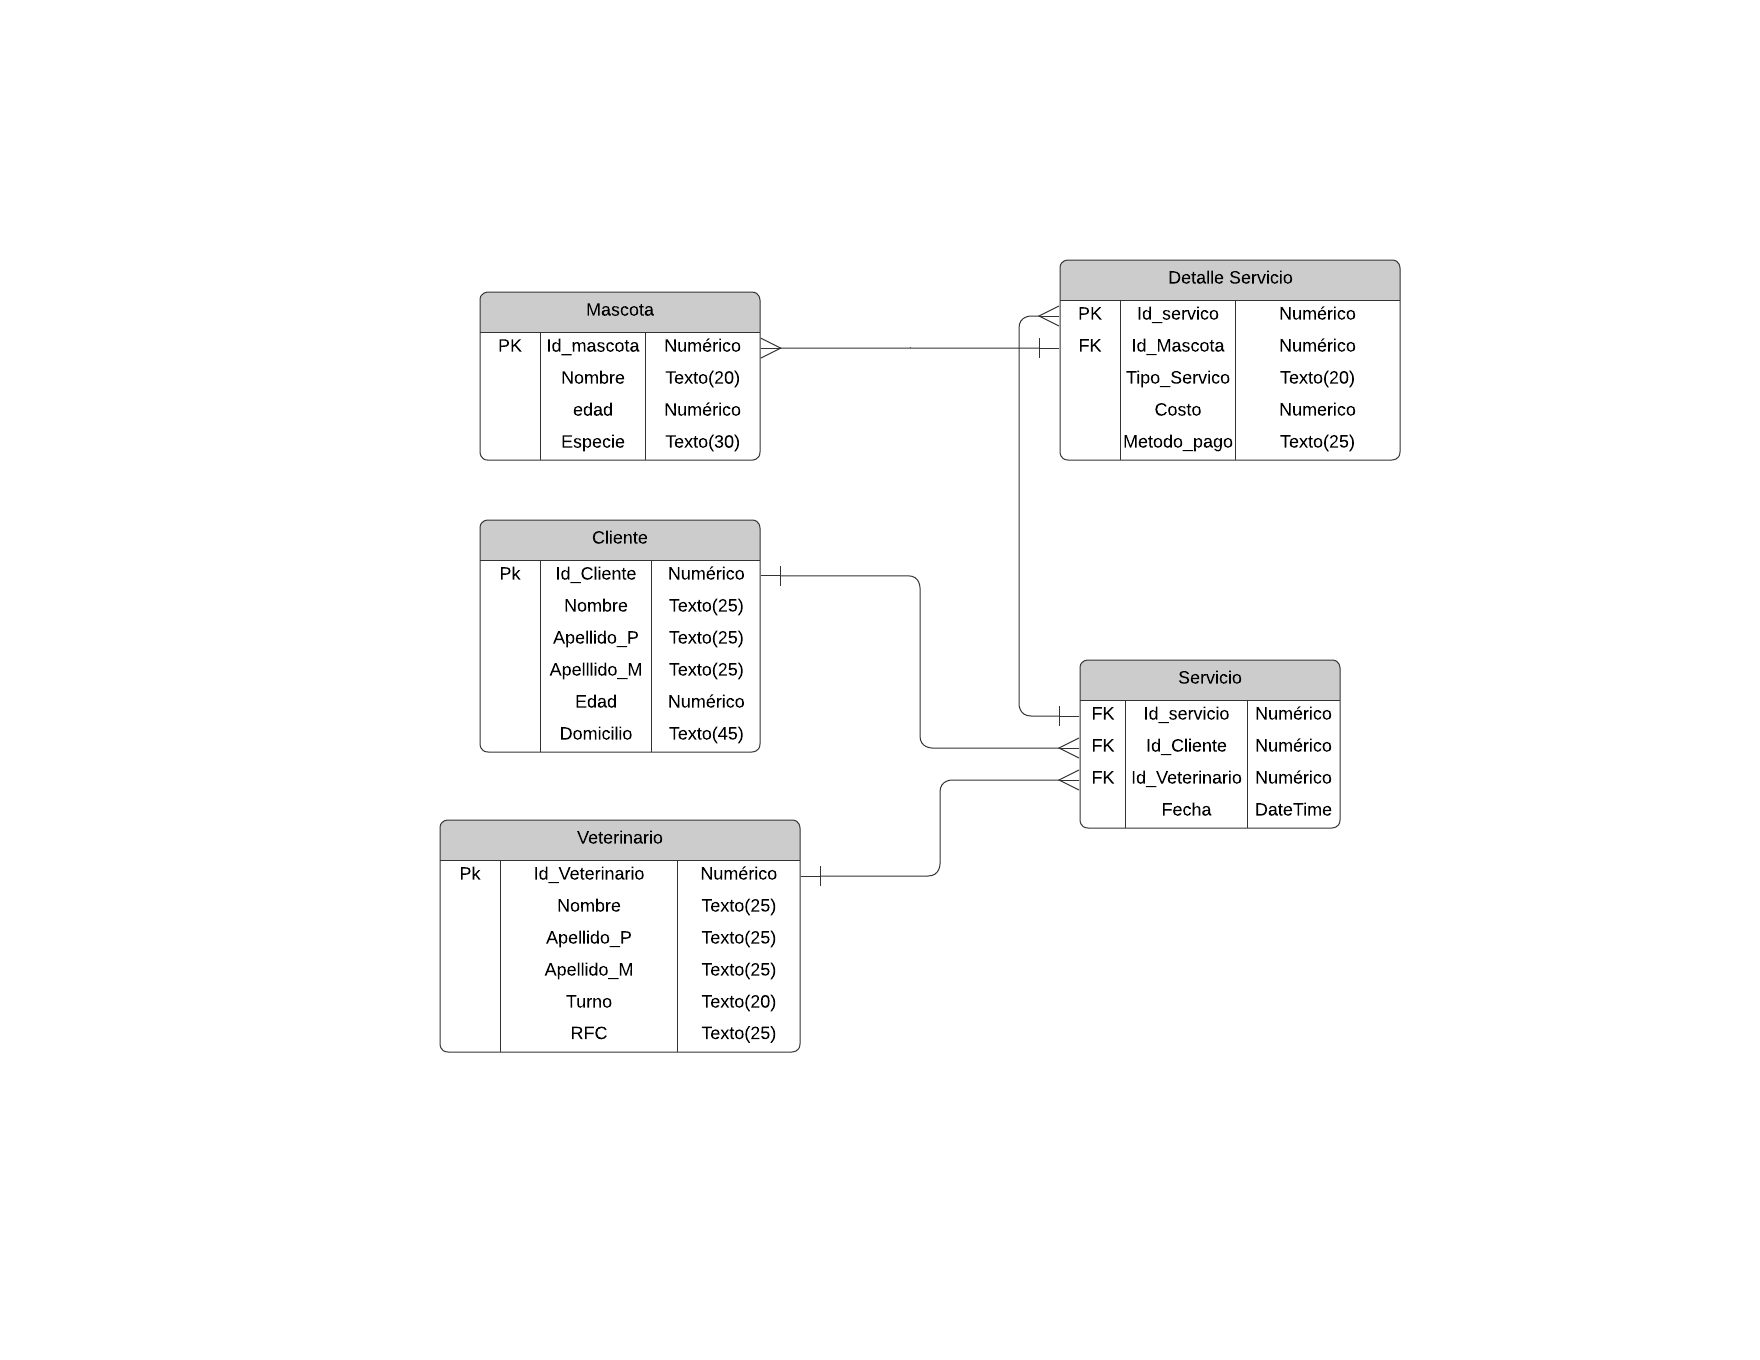 Mascota
PK Id_mascota Numérico
Nombre Texto(20)
edad Numérico
Especie Texto(30)
Detalle Servicio
PK Id_servico Numérico
FK Id_Mascota Numérico
Tipo_Servico Texto(20)
Costo Numerico
Metodo_pago Texto(25)
Cliente
Pk Id_Cliente Numérico
Nombre Texto(25)
Apellido_P Texto(25)
Apelllido_M Texto(25)
Edad Numérico
Domicilio Texto(45)
Servicio
FK Id_servicio Numérico
FK Id_Cliente Numérico
FK Id_Veterinario Numérico
Fecha DateTime
Veterinario
Pk Id_Veterinario Numérico
Nombre Texto(25)
Apellido_P Texto(25)
Apellido_M Texto(25)
Turno Texto(20)
RFC Texto(25)